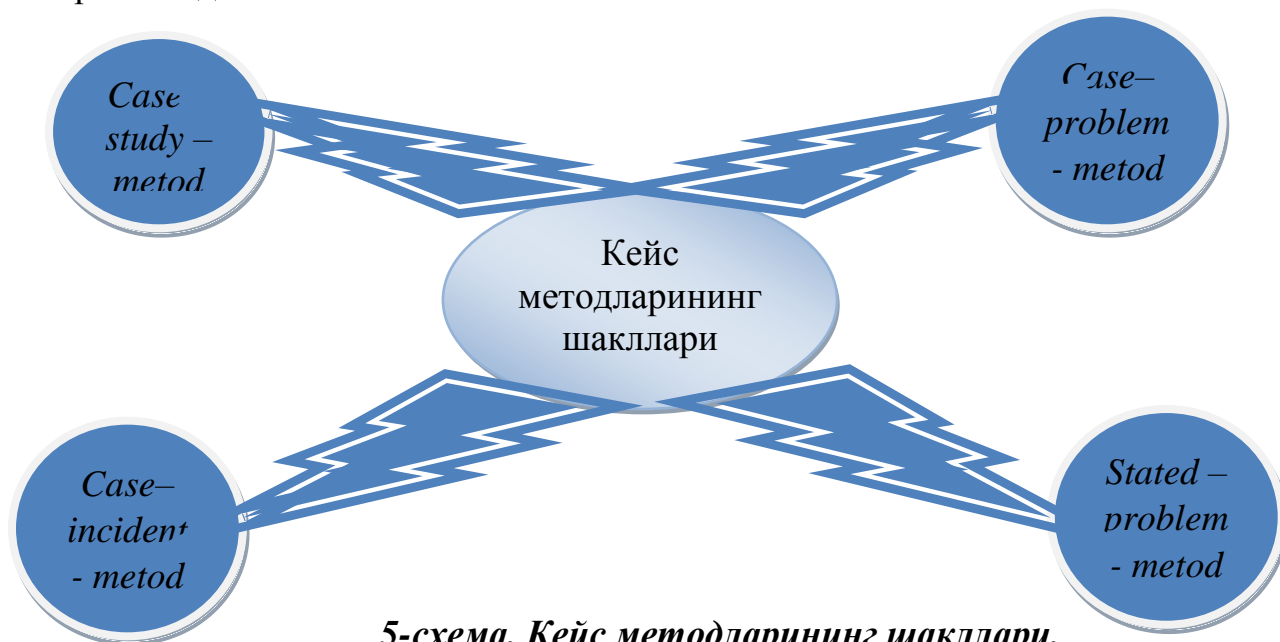 Case
study –
metod
Case–
problem
- metod
Кейс
методларининг
шакллари
Case–
incident
- metod
Stated –
problem
- metod
5-схема. Кейс методларининг шакллари.